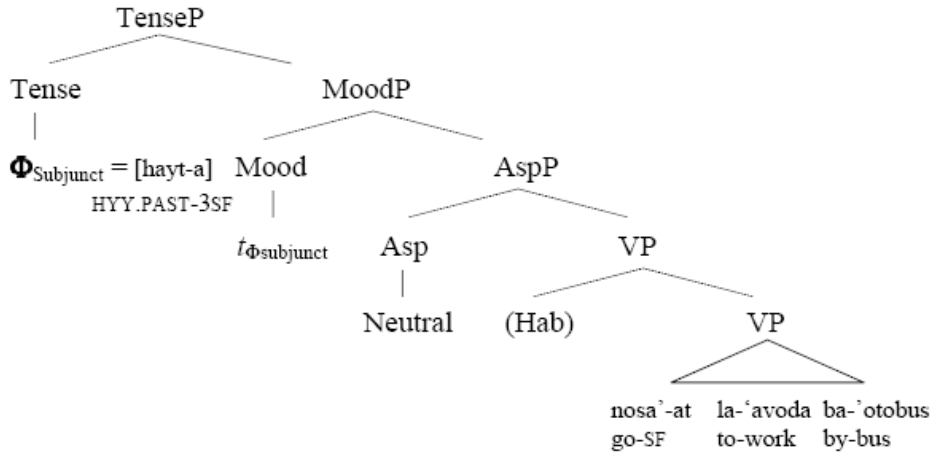 TenseP
Tense MoodP
ΦSubjunct = [hayt-a] Mood AspP
HYY.PAST-3SF
tΦsubjunct Asp VP
Neutral (Hab) VP
nosa’-at la-‘avoda ba-’otobus
go-SF to-work by-bus